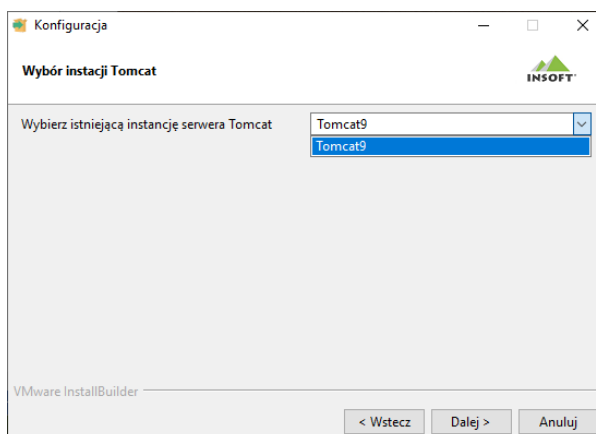 Konfiguracja
Wybór instacji Tomcat
INSOFT
Wybierz istniejącą instancję serwera Tomcat
Tomcat9
Tomcat9
VMware InstallBuilder
< Wstecz
Dalej >
Anuluj